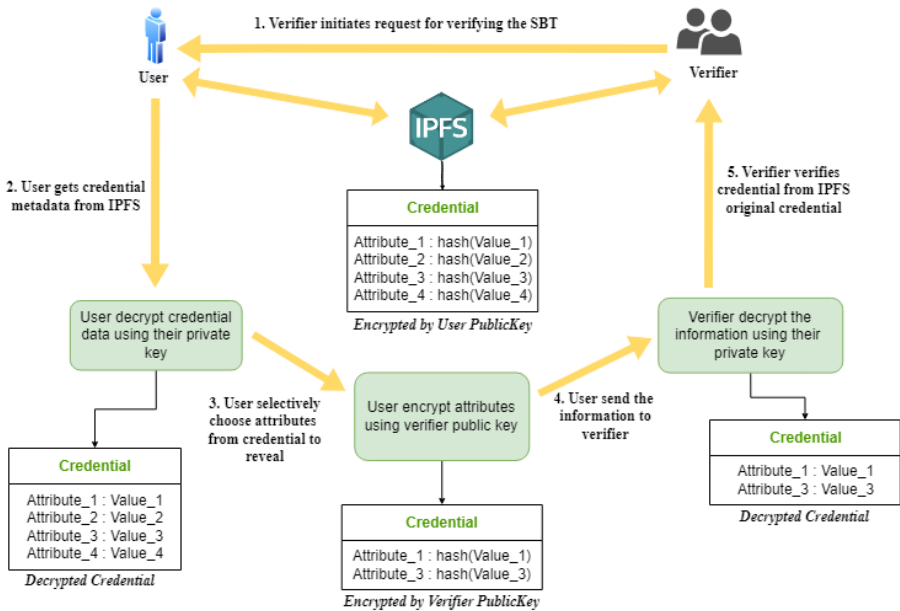 1. Verifier initiates request for verifying the SBT
User
Verifier
IPFS
2. User gets credential
metadata from IPFS
5. Verifier verifies
credential from IPFS
original credential
Credential
Attribute_1 : hash(Value_1)
Attribute_2 : hash(Value_2)
Attribute_3 : hash(Value_3)
Attribute_4 : hash(Value_4)
Encrypted by User PublicKey
User decrypt credential
data using their private
key
Verifier decrypt the
information using their
private key
3. User selectively
choose attributes
from credential to
reveal
User encrypt attributes
using verifier public key
4. User send the
information to
verifier
Credential
Attribute_1 : Value_1
Attribute_2 : Value_2
Attribute_3 : Value_3
Attribute_4 : Value_4
Decrypted Credential
Credential
Attribute_1 : hash(Value_1)
Attribute_3 : hash(Value_3)
Encrypted by Verifier PublicKey
Credential
Attribute_1 : Value_1
Attribute_3 : Value_3
Decrypted Credential